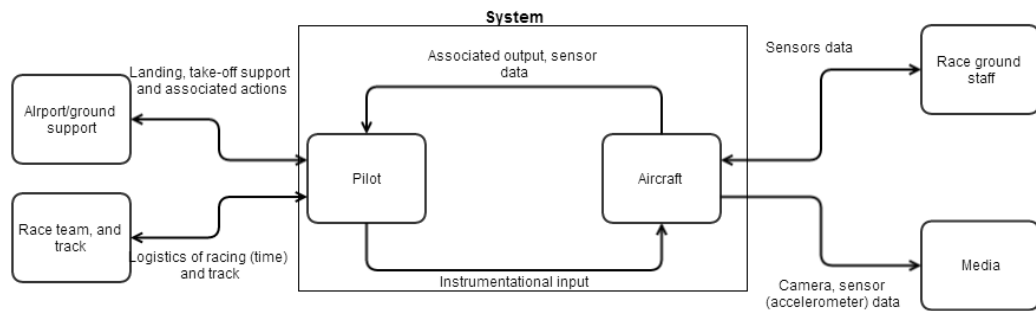 System
Landing, take-off support
and associated actions
Airport/ground
support
Associated output, sensor
data
Sensors data
Race ground
staff
Pilot
Aircraft
Race team, and
track
Logistics of racing (time)
and track
Instrumentational input
Media
Camera, sensor
(accelerometer) data